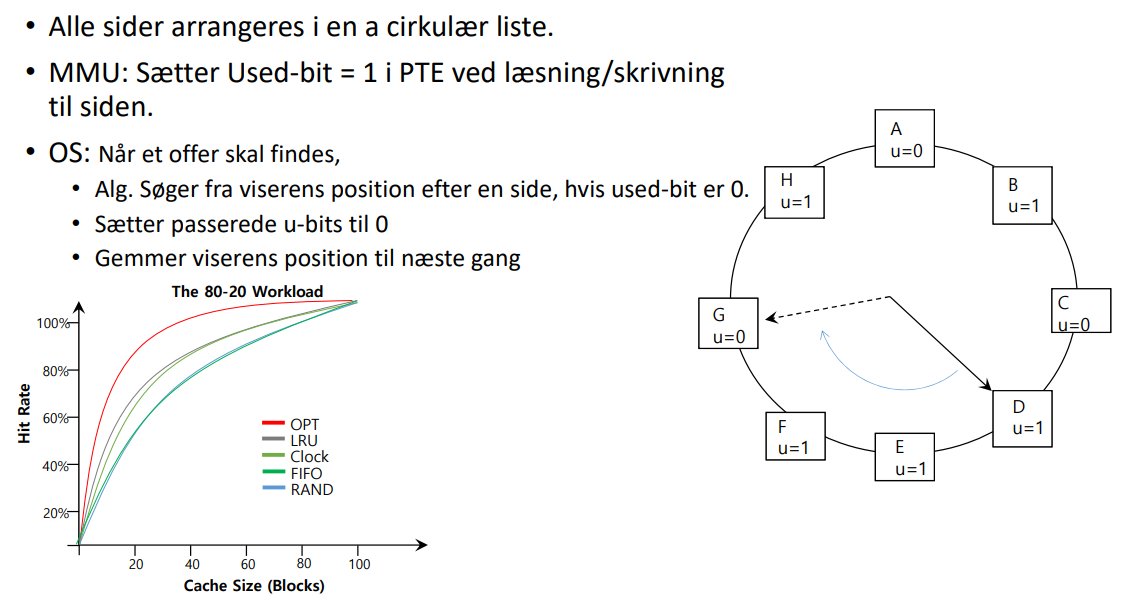 • Alle sider arrangeres i en a cirkulær liste.
• MMU: Sætter Used-bit = 1 i PTE ved læsning/skrivning
til siden.
• OS: Når et offer skal findes,
• Alg. Søger fra viserens position efter en side, hvis used-bit er 0.
• Sætter passerede u-bits til 0
• Gemmer viserens position til næste gang
The 80-20 Workload
Hit Rate
100%
80%
60%
40%
20%
OPT
LRU
Clock
FIFO
RAND
20 40 60 80 100
Cache Size (Blocks)
A
u=0
B
u=1
C
u=0
D
u=1
E
u=1
F
u=1
G
u=0
H
u=1